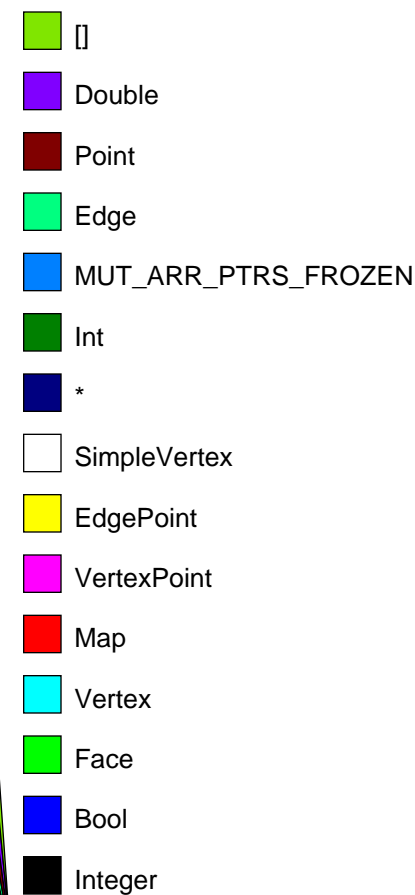 []
Double
Point
Edge
MUT_ARR_PTRS_FROZEN
Int
*
SimpleVertex
EdgePoint
VertexPoint
Map
Vertex
Face
Bool
Integer